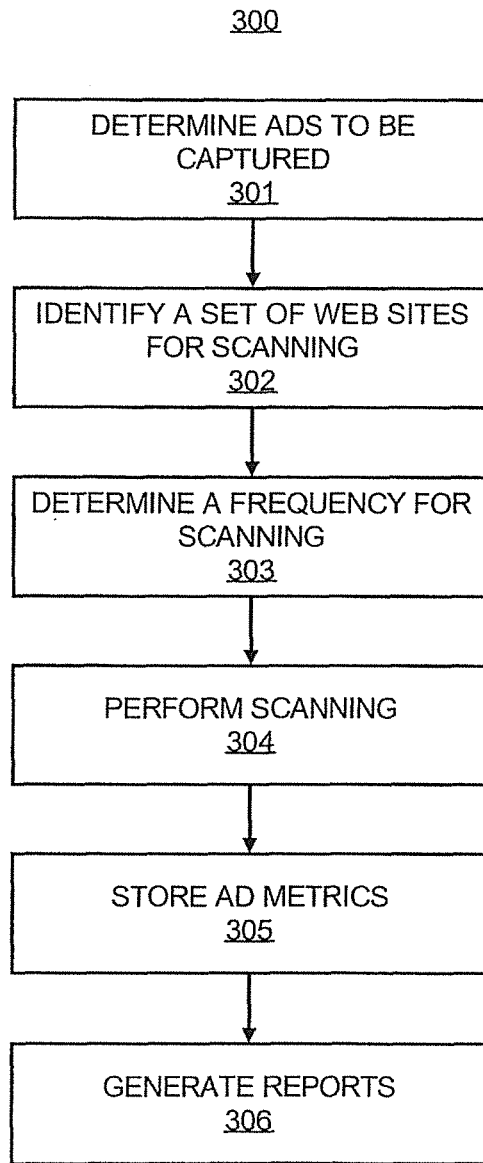 300
DETERMINE ADS TO BE
CAPTURED
301
IDENTIFY A SET OF WEB SITES
FOR SCANNING
302
DETERMINE A FREQUENCY FOR
SCANNING
303
PERFORM SCANNING
304
STORE AD METRICS
305
GENERATE REPORTS
306